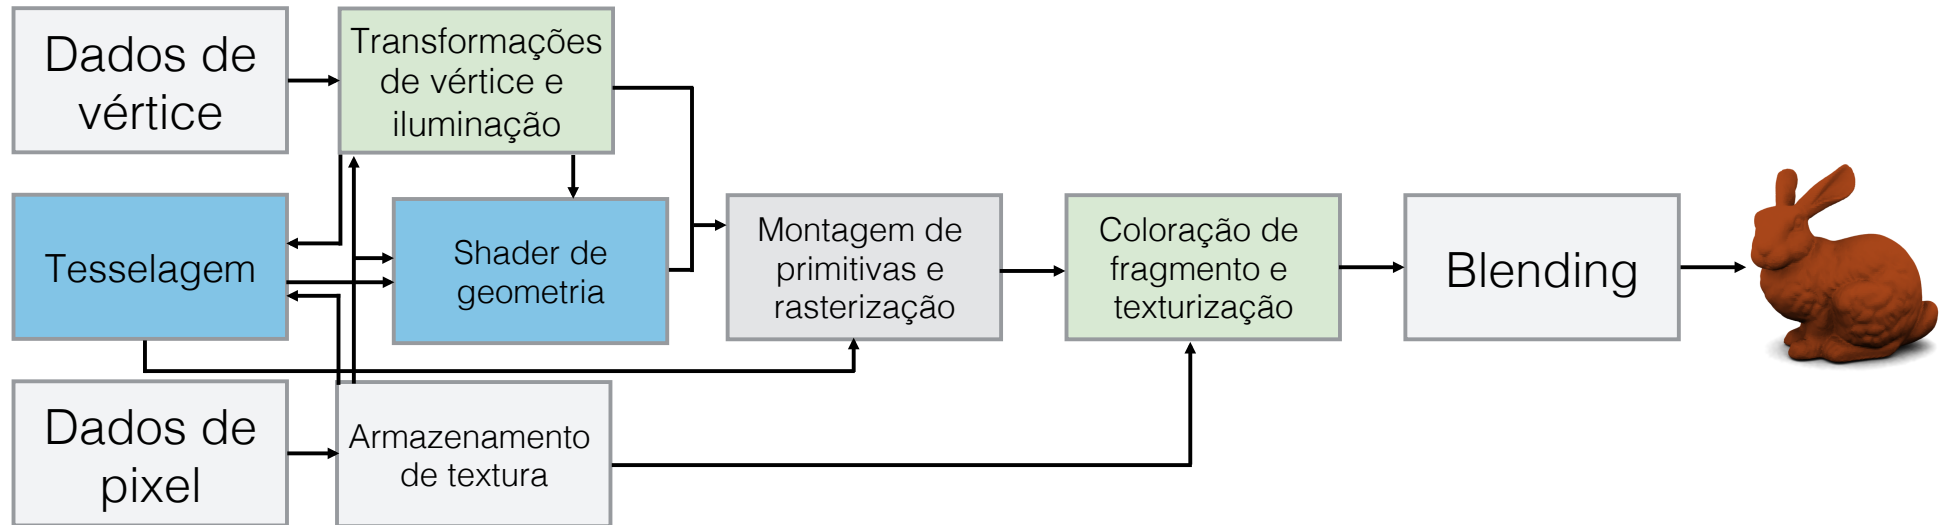 Dados de
vértice
Transformações
de vértice e
iluminação
Tesselagem
Shader de
geometria
Montagem de
primitivas e
rasterização
Coloração de
fragmento e
texturização
Blending
Dados de
pixel
Armazenamento
de textura